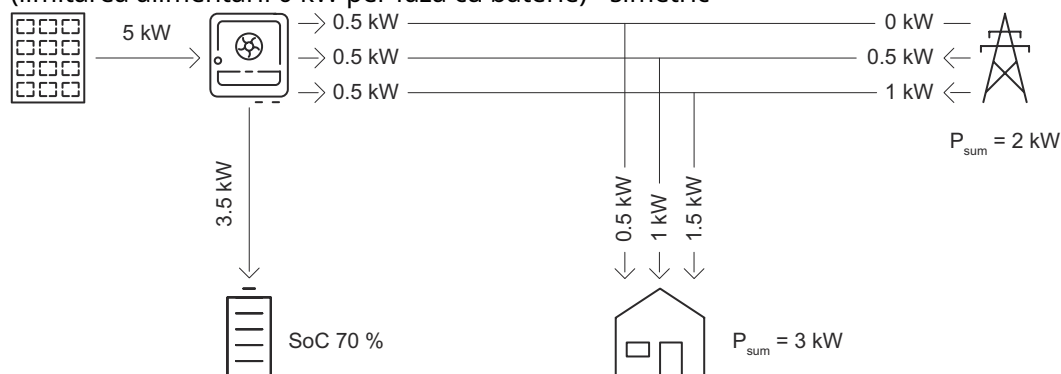 (limitarea alimentării 0 kW per fază cu baterie) - simetric
5 kW
0.5 kW
0 kW
0.5 kW
0.5 kW
0.5 kW
1 kW
P_sum = 2 kW
3.5 kW
0.5 kW
1 kW
1.5 kW
SoC 70 %
P_sum = 3 kW